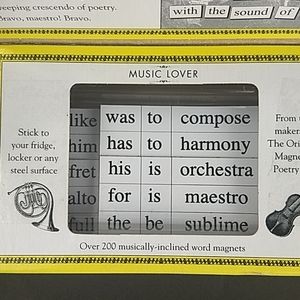 eeping crescendo of poetry.
Bravo, maestro! Bravo.
with the sound of
MUSIC LOVER
Stick to
your fridge,
locker or any
steel surface
like was to compose
him has to harmony
fret his is orchestra
alto for is maestro
full the be sublime
From
makers
The Ori
Magne
Poetry
Over 200 musically-inclined word magnets